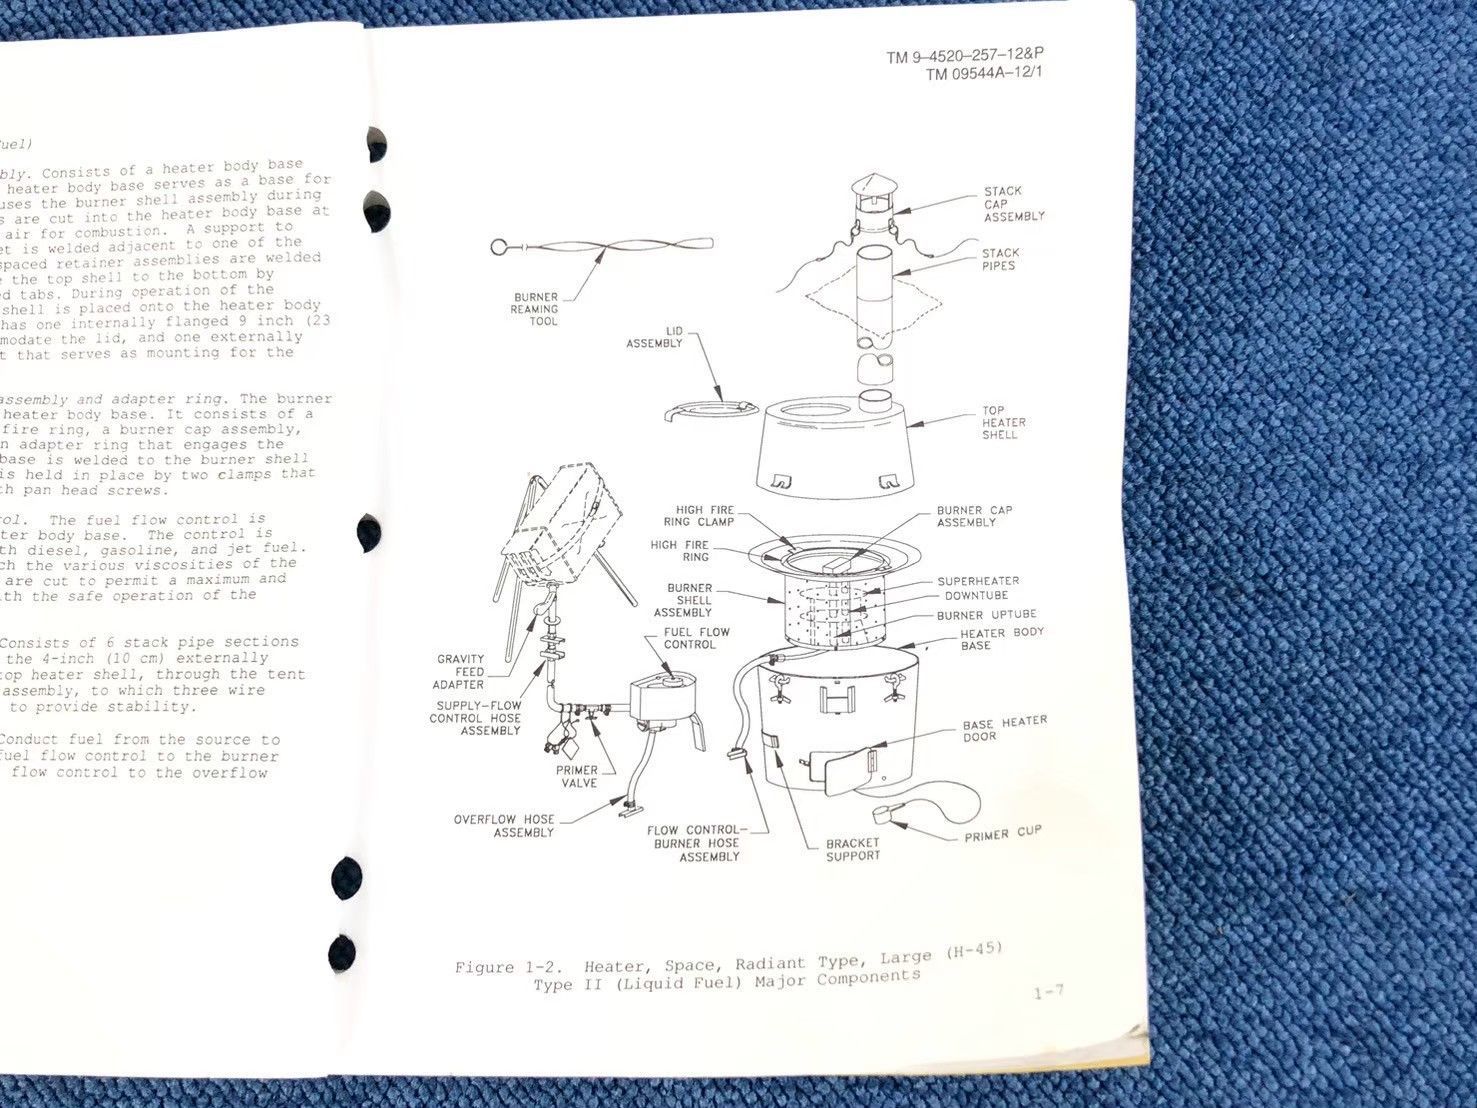 uel)
bly. Consists of a heater body base
heater body base serves as a base for
uses the burner shell assembly during
s are cut into the heater body base at
air for combustion. A support to
et is welded adjacent to one of the
spaced retainer assemblies are welded
e the top shell to the bottom by
ed tabs. During operation of the
shell is placed onto the heater body
has one internally flanged 9 inch (23
modate the lid, and one externally
t that serves as mounting for the
assembly and adapter ring. The burner
heater body base. It consists of a
fire ring, a burner cap assembly,
n adapter ring that engages the
base is welded to the burner shell
is held in place by two clamps that
th pan head screws.
rol. The fuel flow control is
ter body base. The control is
th diesel, gasoline, and jet fuel.
ch the various viscosities of the
are cut to permit a maximum and
ith the safe operation of the
Consists of 6 stack pipe sections
the 4-inch (10 cm) externally
top heater shell, through the tent
assembly, to which three wire
to provide stability.
Conduct fuel from the source to
fuel flow control to the burner
flow control to the overflow
TM 9-4520-257-12&P
TM 09544A-12/1
STACK
CAP
ASSEMBLY
STACK
PIPES
BURNER
REAMING
TOOL
LID
ASSEMBLY
TOP
HEATER
SHELL
HIGH FIRE
RING CLAMP
BURNER CAP
ASSEMBLY
HIGH FIRE
RING
BURNER
SHELL
ASSEMBLY
SUPERHEATER
DOWNTUBE
BURNER UPTUBE
HEATER BODY
BASE
FUEL FLOW
CONTROL
GRAVITY
FEED
ADAPTER
SUPPLY-FLOW
CONTROL HOSE
ASSEMBLY
BASE HEATER
DOOR
PRIMER
VALVE
OVERFLOW HOSE
ASSEMBLY
FLOW CONTROL-
BURNER HOSE
ASSEMBLY
BRACKET
SUPPORT
PRIMER CUP
Figure 1-2. Heater, Space, Radiant Type, Large (H-45)
Type II (Liquid Fuel) Major Components
1-7